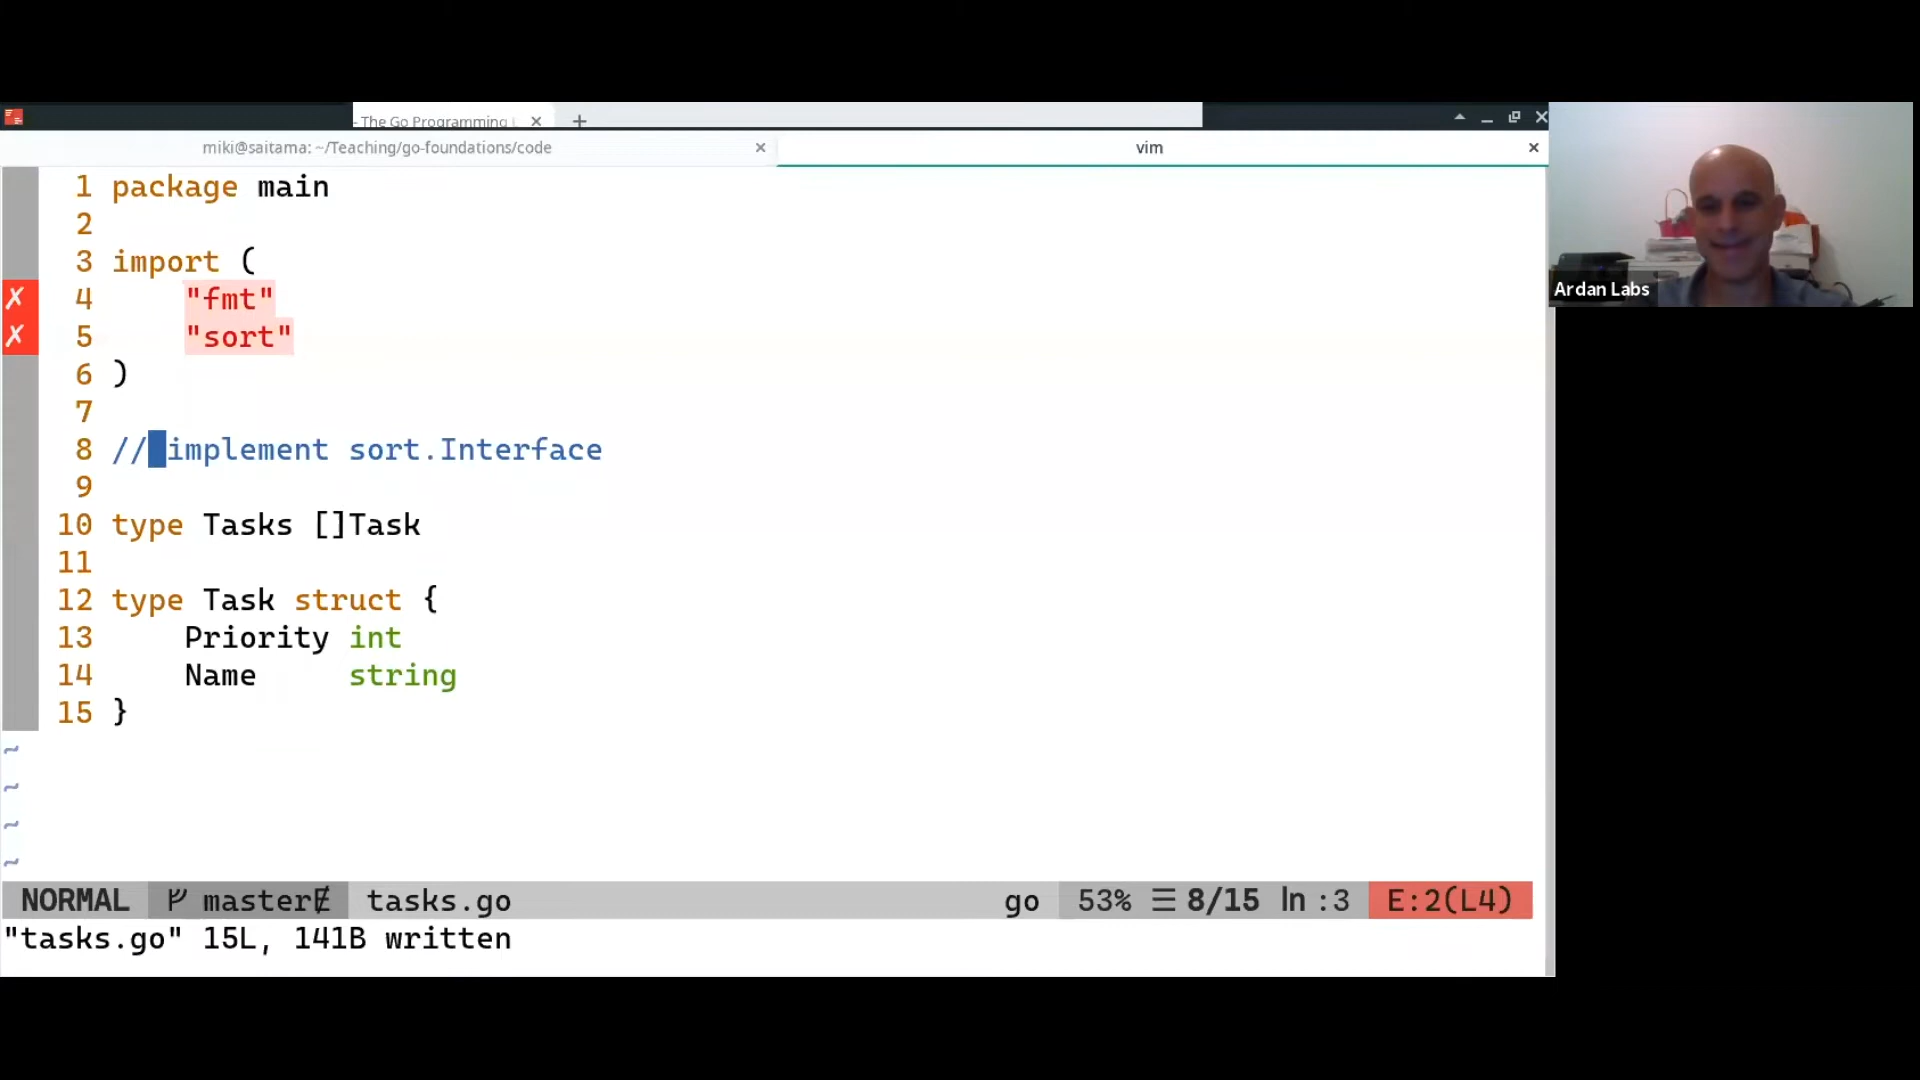 - The Go Programming
miki@saitama: ~/Teaching/go-foundations/code
vim
1 package main
2
3 import (
4 "fmt"
5 "sort"
6 )
7
8 // implement sort.Interface
9
10 type Tasks []Task
11
12 type Task struct {
13 Priority int
14 Name string
15 }
~
~
~
~
NORMAL master tasks.go go 53% ☰ 8/15 ln :3 E:2(L4)
"tasks.go" 15L, 141B written
Ardan Labs